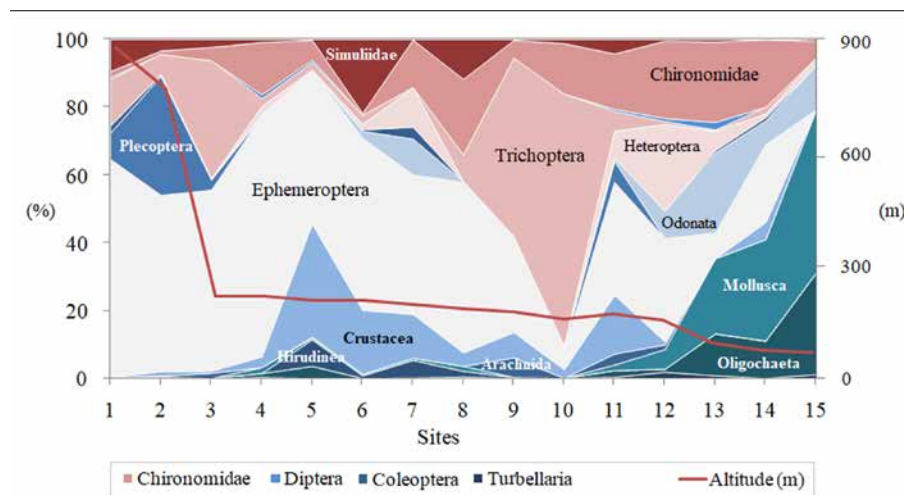 100
80
60
(%)
40
20
0
900
600
(m)
300
0
Simuliidae
Chironomidae
Plecoptera
Trichoptera
Heteroptera
Ephemeroptera
Odonata
Mollusca
Crustacea
Hirudinea
Arachnida
Oligochaeta
1 2 3 4 5 6 7 8 9 10 11 12 13 14 15
Sites
Chironomidae Diptera Coleoptera Turbellaria Altitude (m)